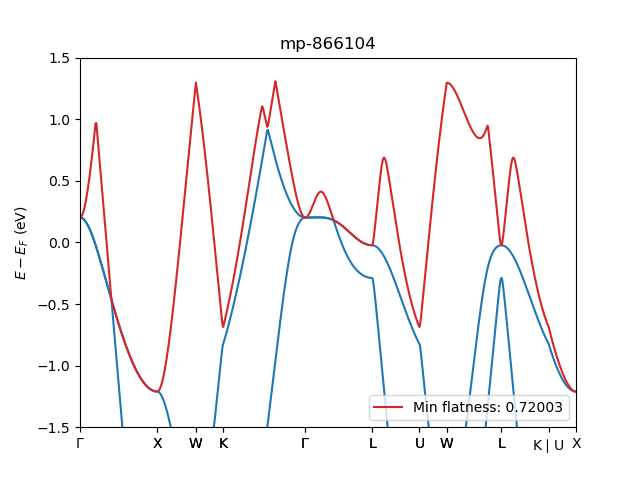 mp-866104
1.5
1.0
0.5
0.0
−0.5
−1.0
−1.5
E − E_F (eV)
Min flatness: 0.72003
Γ X W K Γ L U W L K | U X